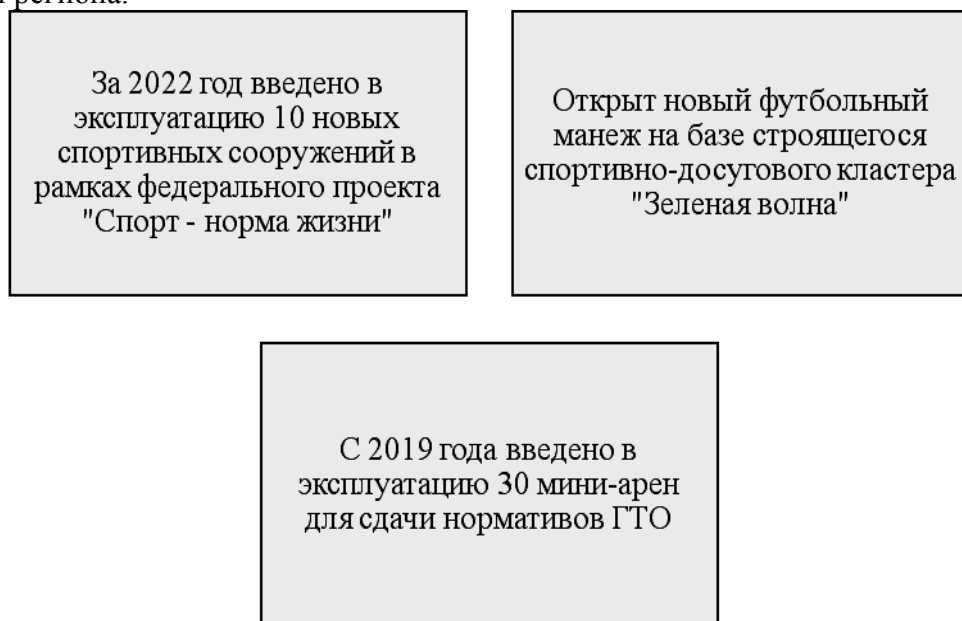 региона.
За 2022 год введено в
эксплуатацию 10 новых
спортивных сооружений в
рамках федерального проекта
"Спорт - норма жизни"
Открыт новый футбольный
манеж на базе строящегося
спортивно-досугового кластера
"Зеленая волна"
С 2019 года введено в
эксплуатацию 30 мини-арен
для сдачи нормативов ГТО